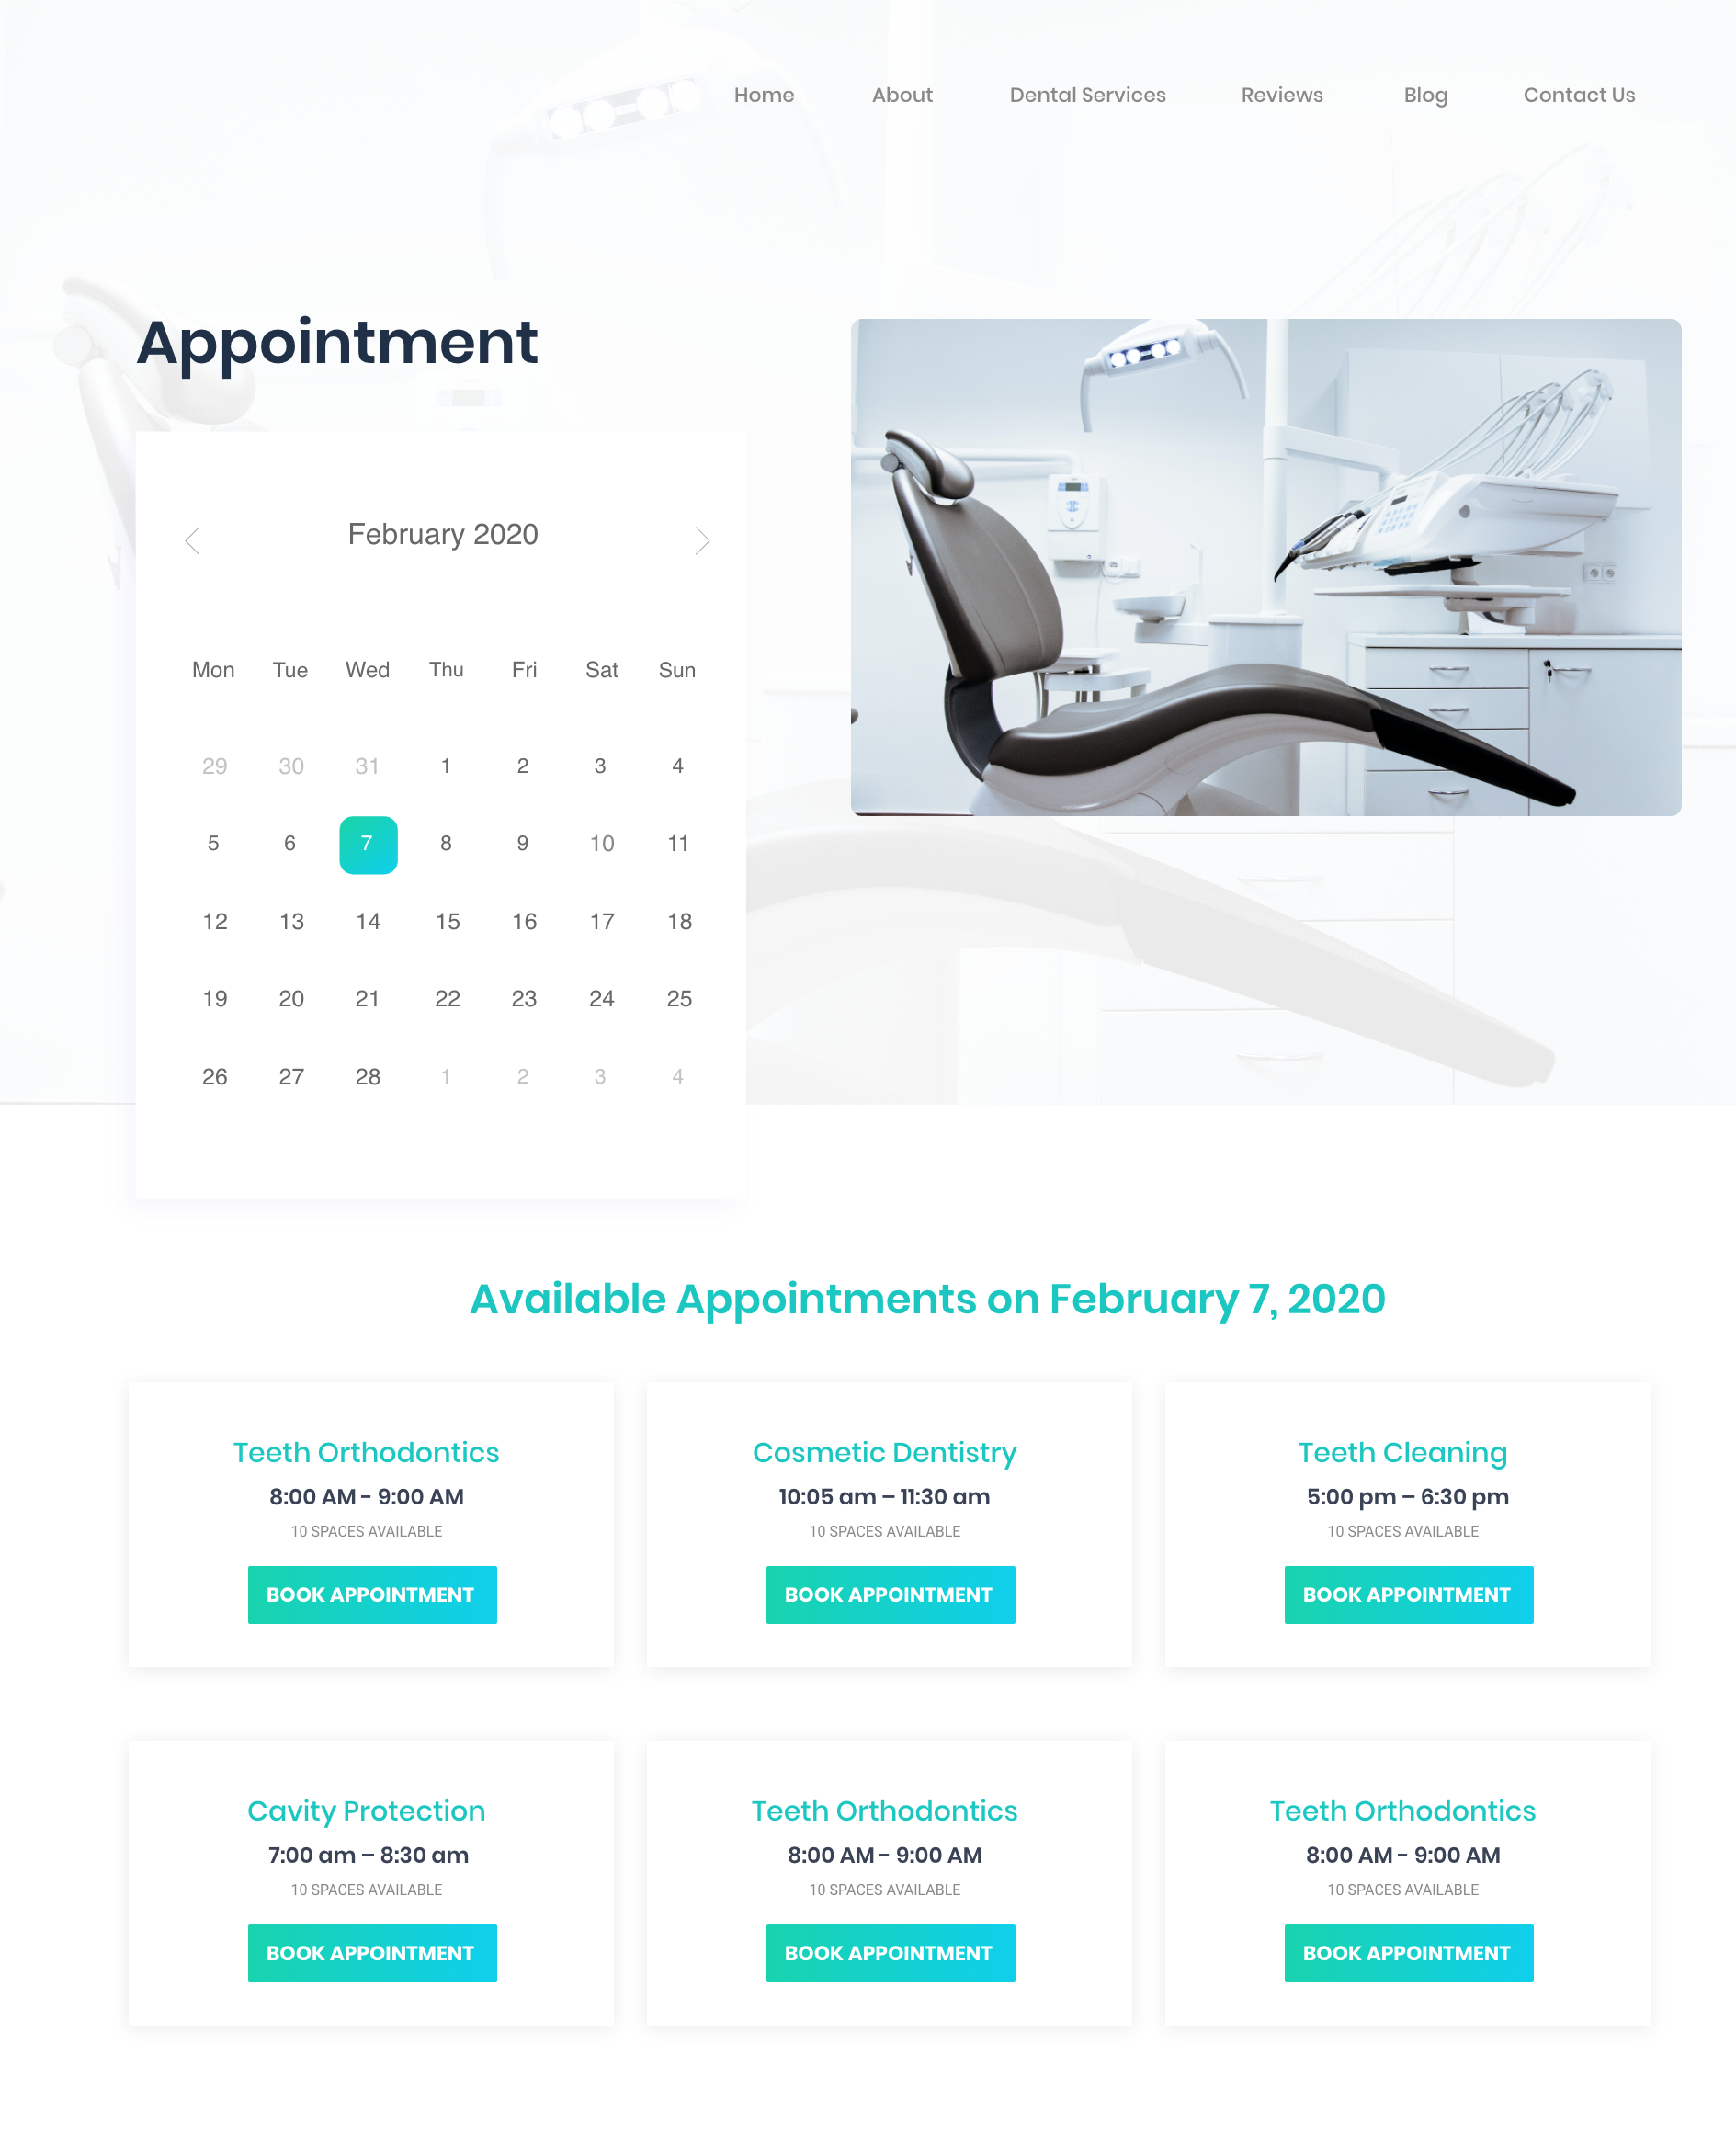 Home About Dental Services Reviews Blog Contact Us
Appointment
February 2020
Mon Tue Wed Thu Fri Sat Sun
29 30 31 1 2 3 4
5 6 7 8 9 10 11
12 13 14 15 16 17 18
19 20 21 22 23 24 25
26 27 28 1 2 3 4
Available Appointments on February 7, 2020
Teeth Orthodontics
8:00 AM - 9:00 AM
10 SPACES AVAILABLE
BOOK APPOINTMENT
Cosmetic Dentistry
10:05 am – 11:30 am
10 SPACES AVAILABLE
BOOK APPOINTMENT
Teeth Cleaning
5:00 pm – 6:30 pm
10 SPACES AVAILABLE
BOOK APPOINTMENT
Cavity Protection
7:00 am – 8:30 am
10 SPACES AVAILABLE
BOOK APPOINTMENT
Teeth Orthodontics
8:00 AM - 9:00 AM
10 SPACES AVAILABLE
BOOK APPOINTMENT
Teeth Orthodontics
8:00 AM - 9:00 AM
10 SPACES AVAILABLE
BOOK APPOINTMENT